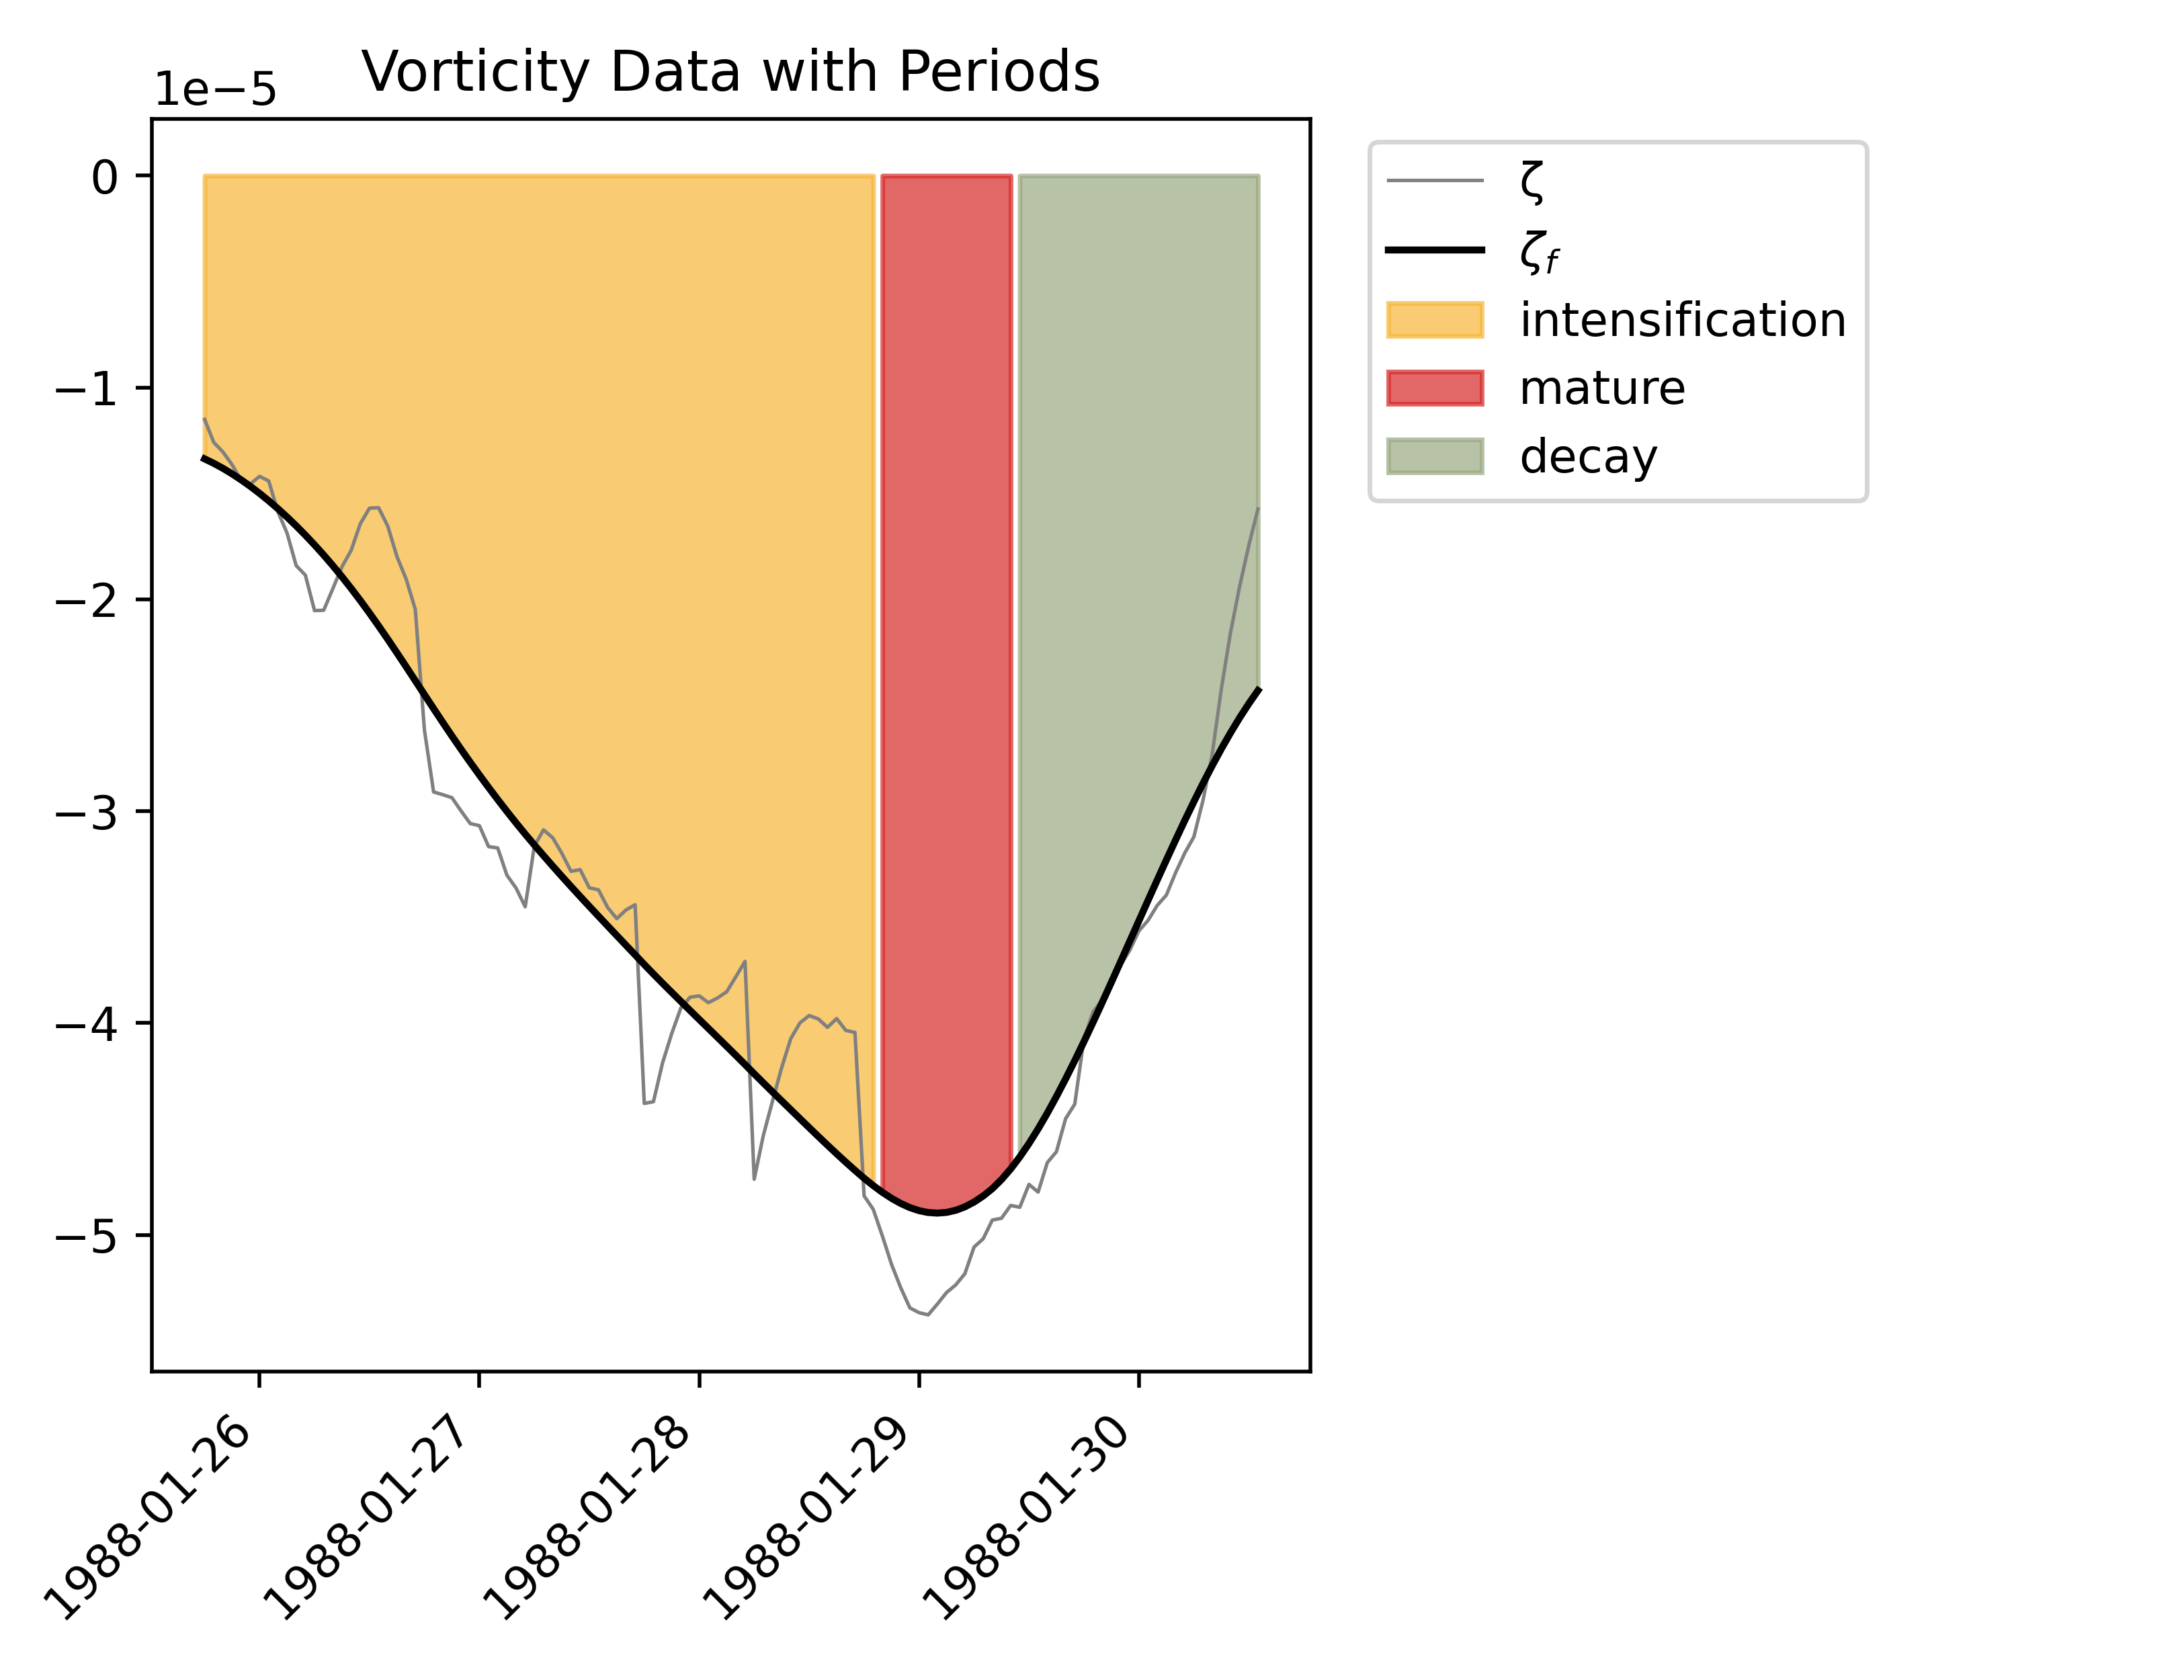 Vorticity Data with Periods
1e−5
0
−1
−2
−3
−4
−5
1988-01-26
1988-01-27
1988-01-28
1988-01-29
1988-01-30
ζ
ζf
intensification
mature
decay